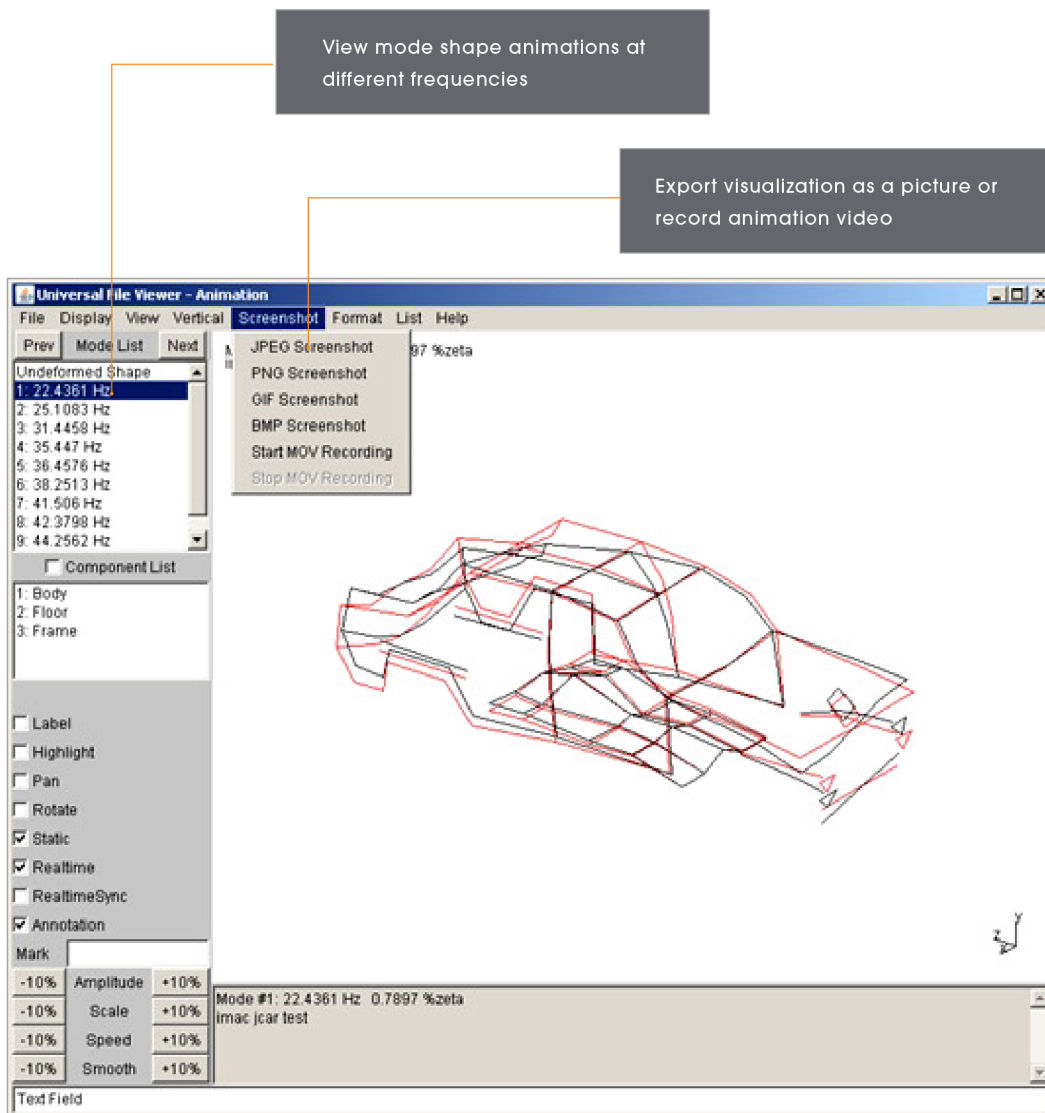 View mode shape animations at
different frequencies
Export visualization as a picture or
record animation video
Universal File Viewer - Animation
File Display View Vertical Screenshot Format List Help
Prev Mode List Next
Undeformed Shape
1: 22.4361 Hz
2: 25.1083 Hz
3: 31.4458 Hz
4: 35.447 Hz
5: 36.4576 Hz
6: 38.2513 Hz
7: 41.506 Hz
8: 42.3798 Hz
9: 44.2562 Hz
JPEG Screenshot
PNG Screenshot
GIF Screenshot
BMP Screenshot
Start MOV Recording
Stop MOV Recording
97 %zeta
Component List
1: Body
2: Floor
3: Frame
Label
Highlight
Pan
Rotate
Static
Realtime
RealtimeSync
Annotation
Mark
-10% Amplitude +10%
-10% Scale +10%
-10% Speed +10%
-10% Smooth +10%
y
z
Mode #1: 22.4361 Hz 0.7897 %zeta
imac jcar test
Text Field